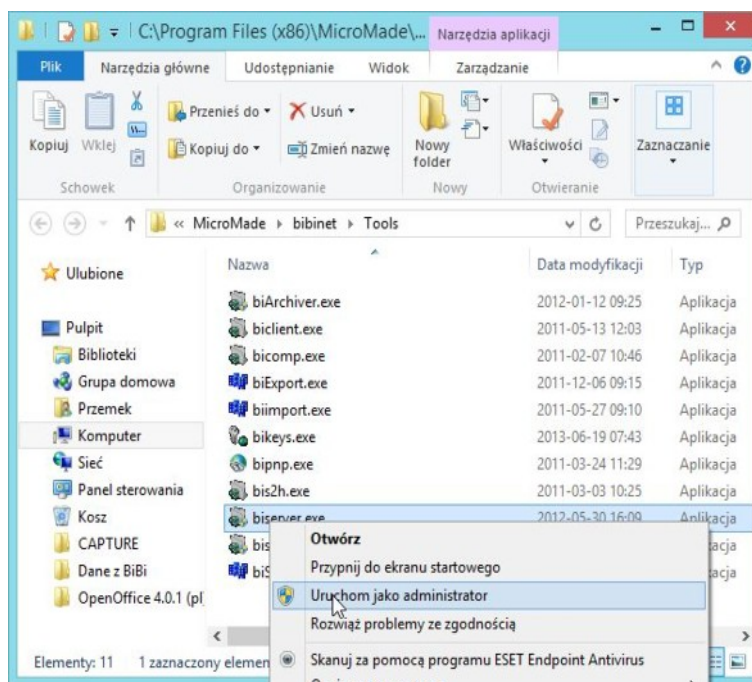 C:\Program Files (x86)\MicroMade\...
Narzędzia aplikacji
Plik
Narzędzia główne
Udostępnianie
Widok
Zarządzanie
Kopiuj
Wklej
Przenieś do
Kopiuj do
Usuń
Zmień nazwę
Nowy folder
Właściwości
Zaznaczanie
Schowek
Organizowanie
Nowy
Otwieranie
« MicroMade bibinet Tools
Przeszukaj...
Nazwa Data modyfikacji Typ
Ulubione
Pulpit
Biblioteki
Grupa domowa
Przemek
Komputer
Sieć
Panel sterowania
Kosz
CAPTURE
Dane z BiBi
OpenOffice 4.0.1 (pl
biArchiver.exe 2012-01-12 09:25 Aplikacja
biclient.exe 2011-05-13 12:03 Aplikacja
bicomp.exe 2011-02-07 10:46 Aplikacja
biExport.exe 2011-12-06 09:15 Aplikacja
biimport.exe 2011-05-27 09:10 Aplikacja
bikeys.exe 2013-06-19 07:43 Aplikacja
bipnp.exe 2011-03-24 11:29 Aplikacja
bis2h.exe 2011-03-03 10:25 Aplikacja
biserver.exe 2012-05-30 16:09 Aplikacja
Otwórz
Przypnij do ekranu startowego
Uruchom jako administrator
Rozwiąż problemy ze zgodnością
Skanuj za pomocą programu ESET Endpoint Antivirus
Elementy: 11 1 zaznaczony elemen